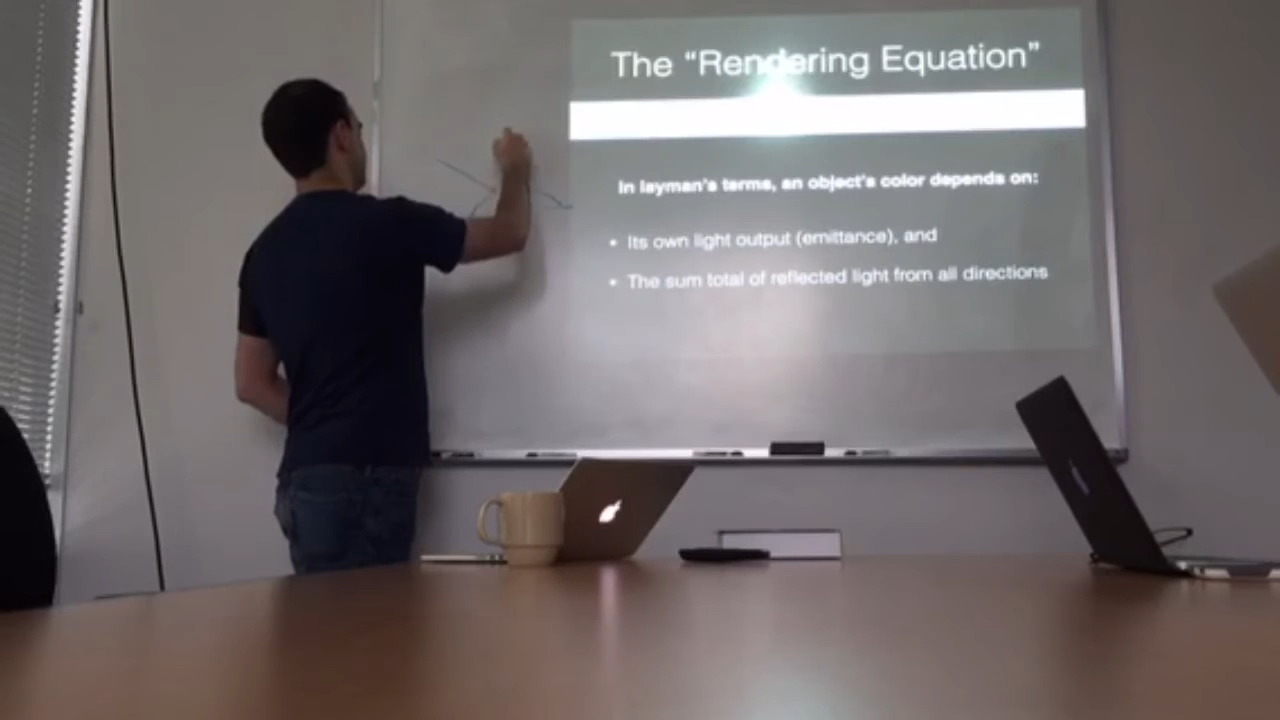 The “Rendering Equation”
In layman's terms, an object's color depends on:
• Its own light output (emittance), and
• The sum total of reflected light from all directions